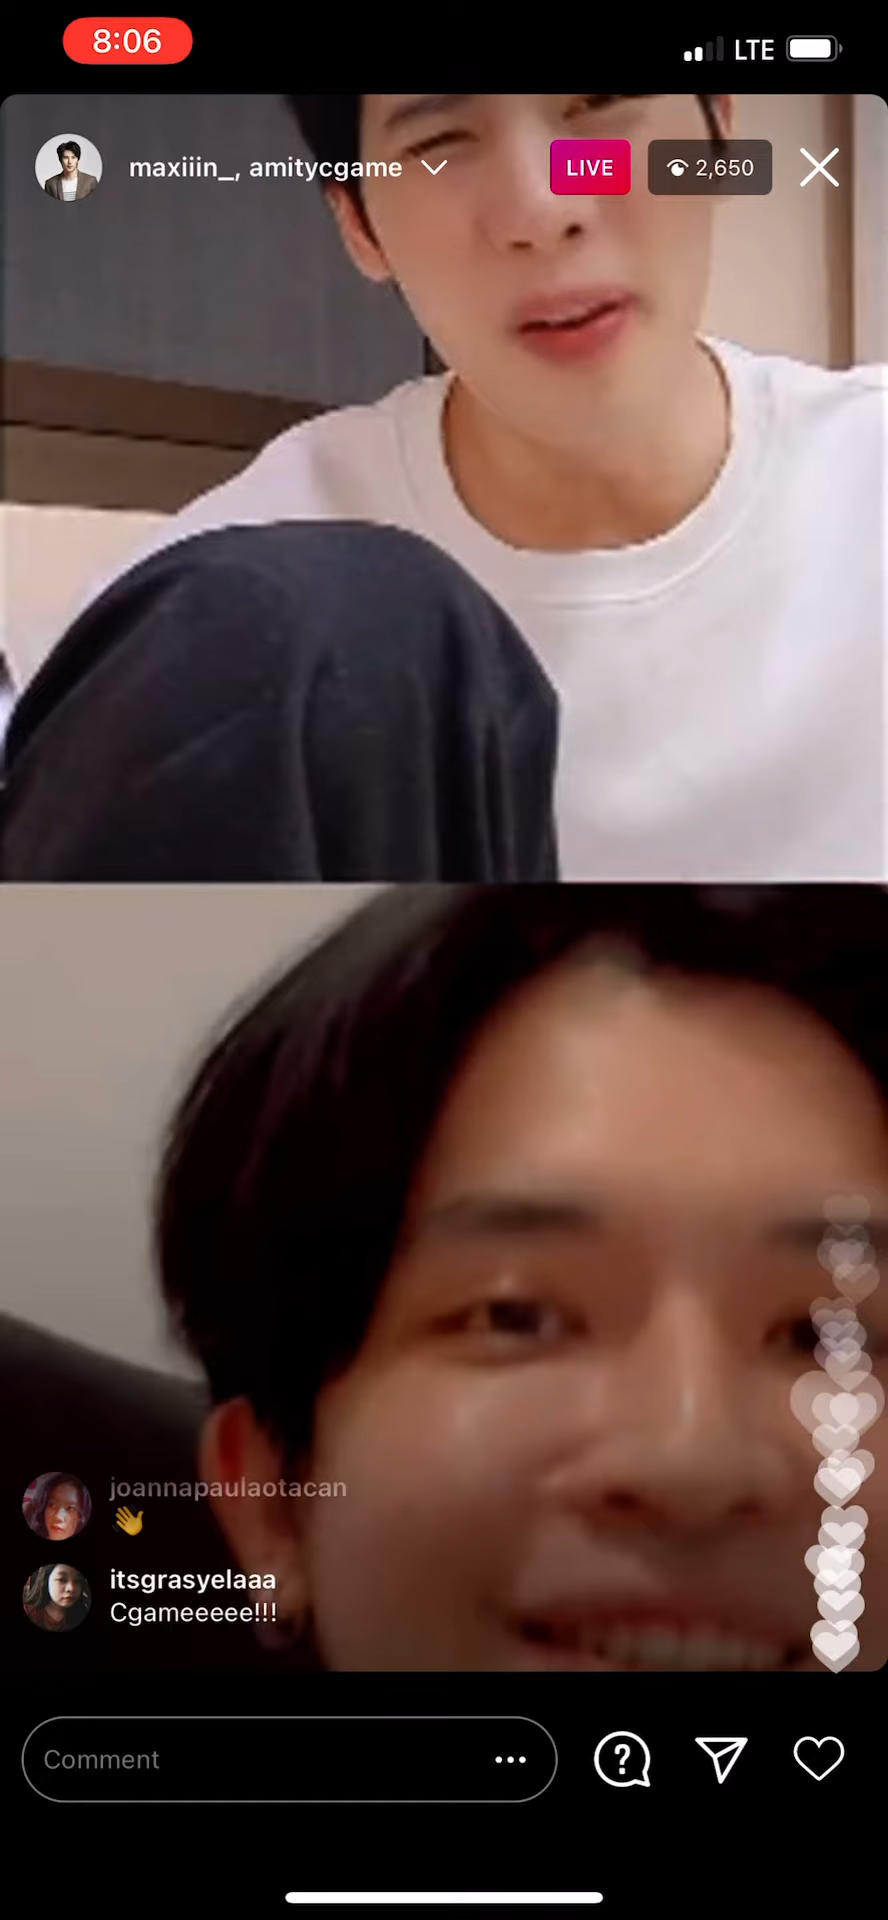 8:06
LTE
maxiiin_, amitycgame
LIVE
2,650
joannapaulaotacan
👋
itsgrasyelaaa
Cgameeeee!!!
Comment